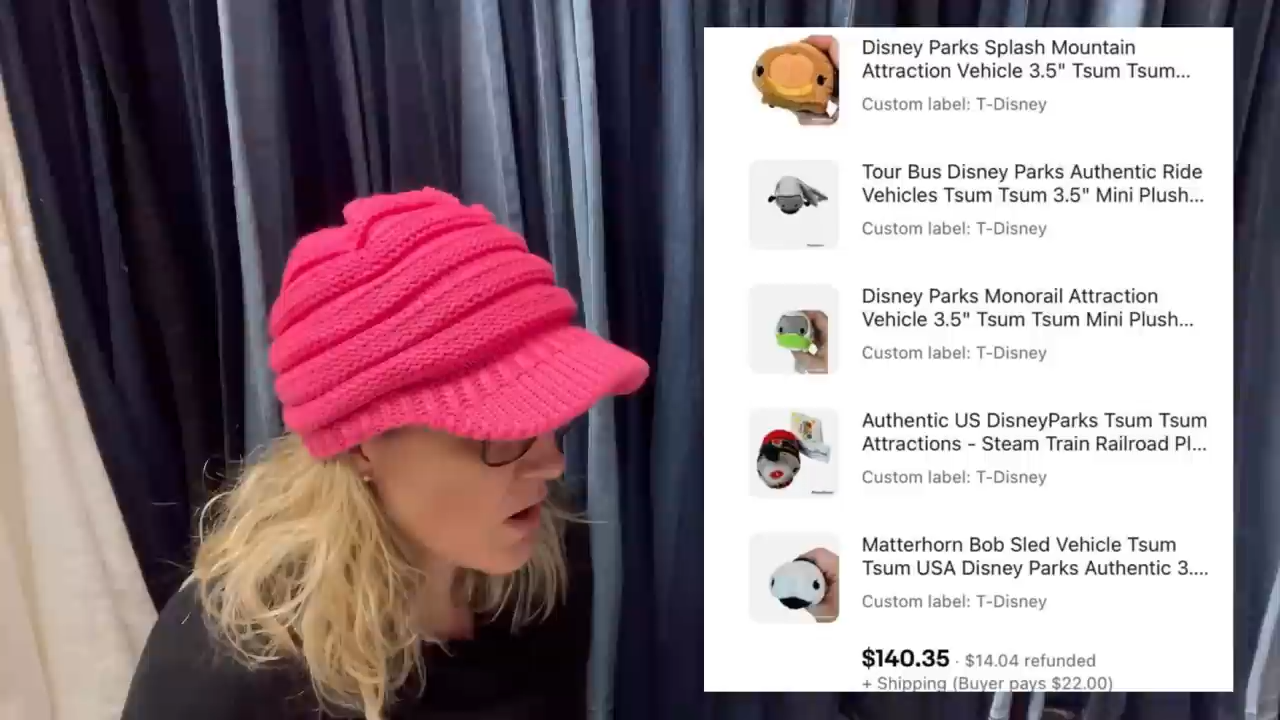 Disney Parks Splash Mountain
Attraction Vehicle 3.5" Tsum Tsum...
Custom label: T-Disney
Tour Bus Disney Parks Authentic Ride
Vehicles Tsum Tsum 3.5" Mini Plush...
Custom label: T-Disney
Disney Parks Monorail Attraction
Vehicle 3.5" Tsum Tsum Mini Plush...
Custom label: T-Disney
Authentic US DisneyParks Tsum Tsum
Attractions - Steam Train Railroad Pl...
Custom label: T-Disney
Matterhorn Bob Sled Vehicle Tsum
Tsum USA Disney Parks Authentic 3....
Custom label: T-Disney
$140.35 · $14.04 refunded
+ Shipping (Buyer pays $22.00)